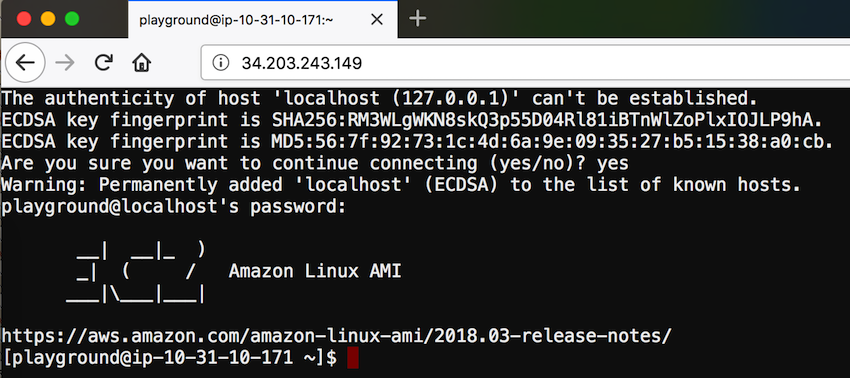 playground@ip-10-31-10-171:~
34.203.243.149
The authenticity of host 'localhost (127.0.0.1)' can't be established.
ECDSA key fingerprint is SHA256:RM3WLgWKN8skQ3p55D04Rl81iBTnWlZoPlxIOJLP9hA.
ECDSA key fingerprint is MD5:56:7f:92:73:1c:4d:6a:9e:09:35:27:b5:15:38:a0:cb.
Are you sure you want to continue connecting (yes/no)? yes
Warning: Permanently added 'localhost' (ECDSA) to the list of known hosts.
playground@localhost's password:
       __|  __|_  )
       _|  (     /   Amazon Linux AMI
      ___|\___|___|
https://aws.amazon.com/amazon-linux-ami/2018.03-release-notes/
[playground@ip-10-31-10-171 ~]$